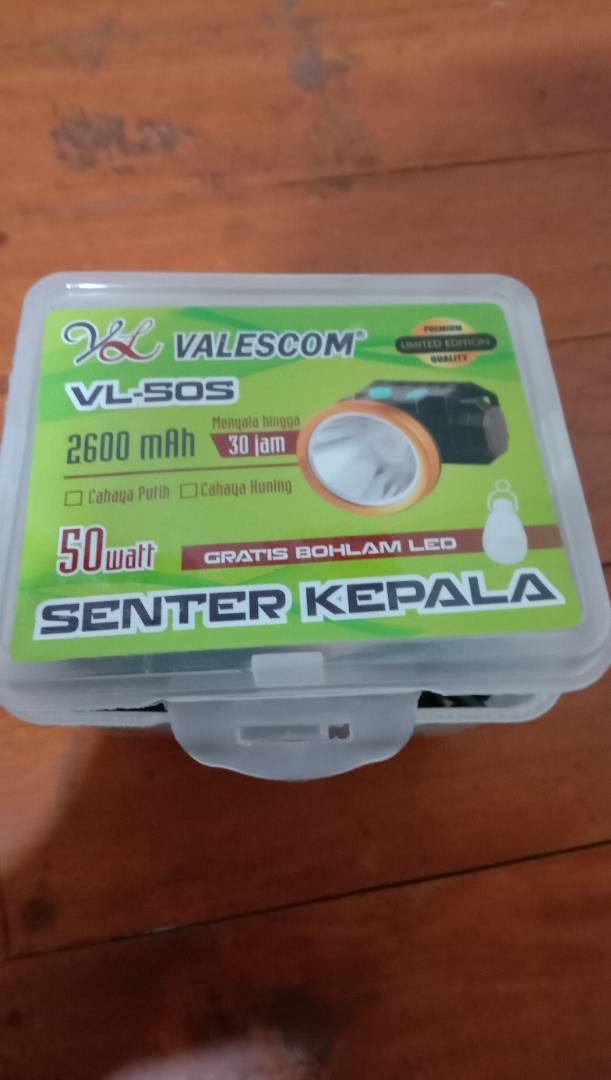 VL VALESCOM®
PREMIUM
LIMITED EDITION
QUALITY
VL-50S
2600 mAh
Menyala hingga
30 jam
Cahaya Putih Cahaya Kuning
50watt
GRATIS BOHLAM LED
SENTER KEPALA